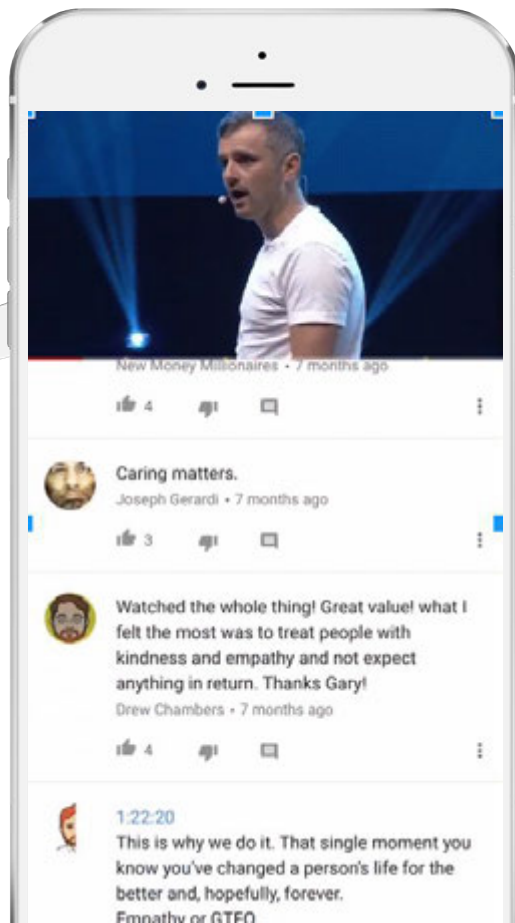 New Money Millionaires • 7 months ago
4
Caring matters.
Joseph Gerardi • 7 months ago
3
Watched the whole thing! Great value! what I
felt the most was to treat people with
kindness and empathy and not expect
anything in return. Thanks Gary!
Drew Chambers • 7 months ago
4
1:22:20
This is why we do it. That single moment you
know you've changed a person's life for the
better and, hopefully, forever.
Empathy or GTFO